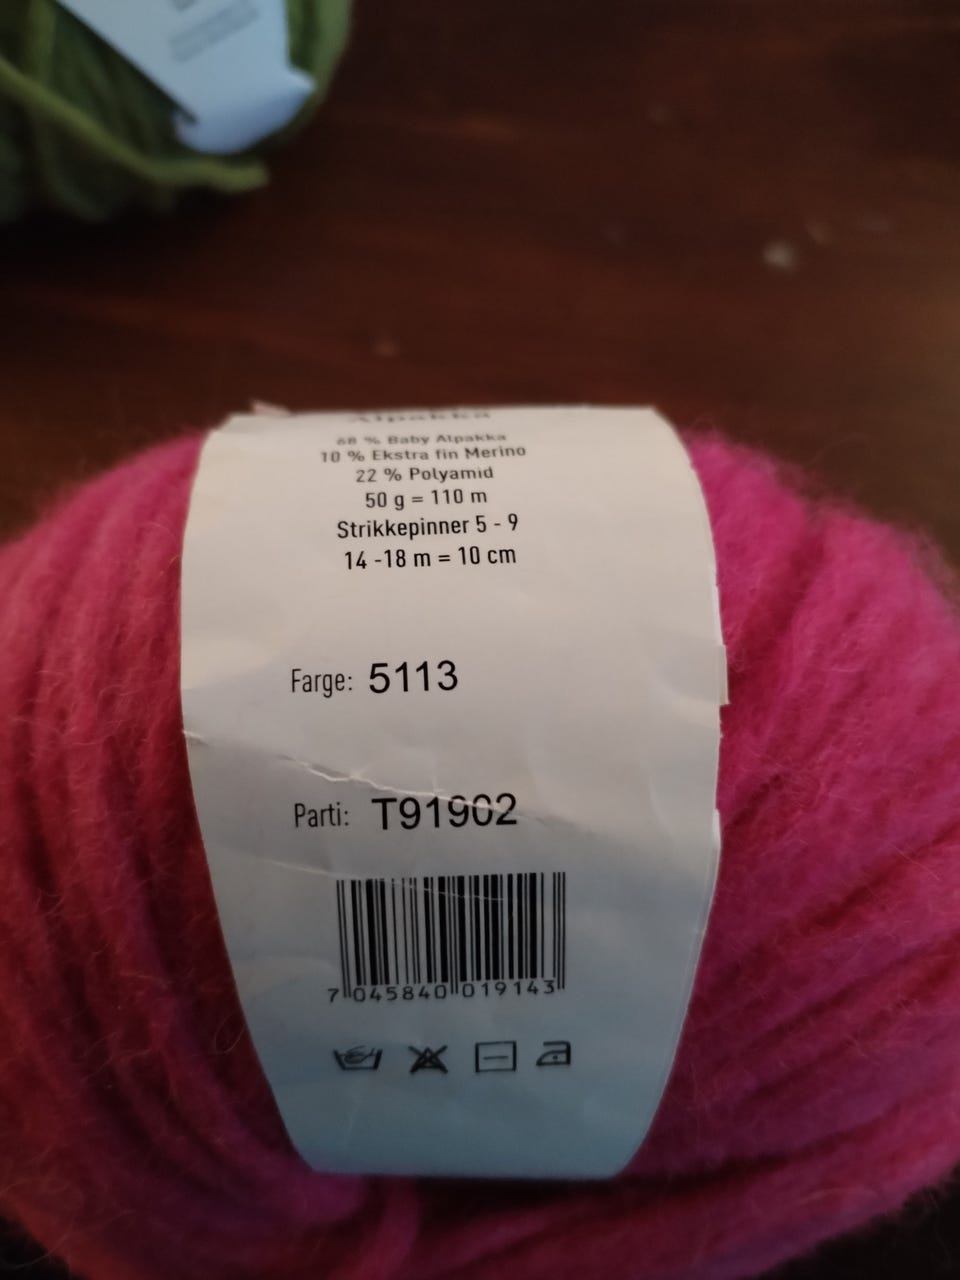 Alpakka
68 % Baby Alpakka
10 % Ekstra fin Merino
22 % Polyamid
50 g = 110 m
Strikkepinner 5 - 9
14 -18 m = 10 cm
Farge: 5113
Parti: T91902
7 045840 019143